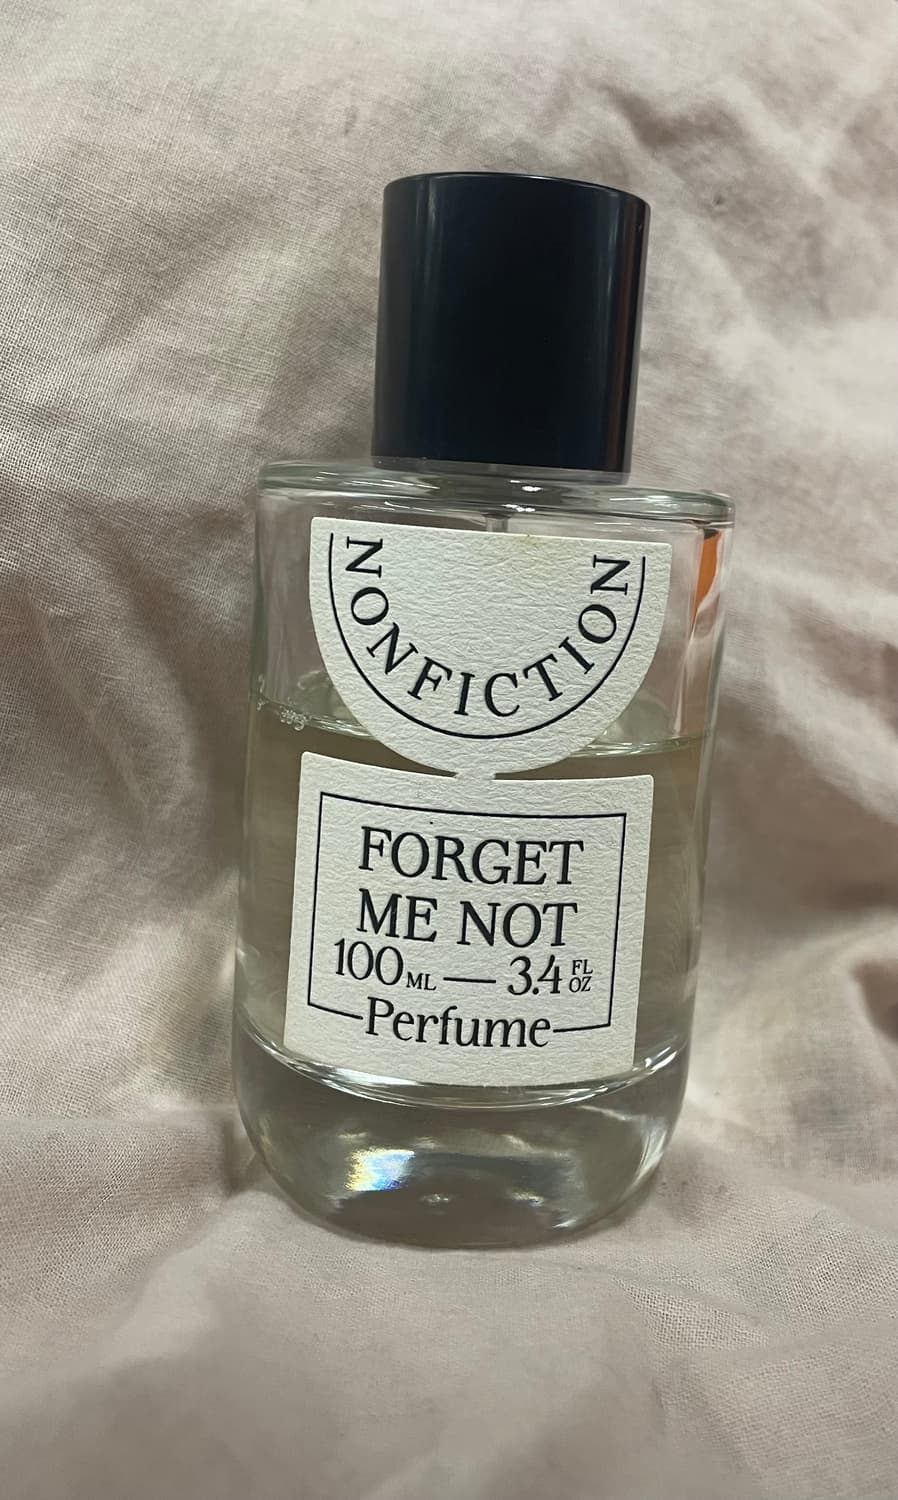 NONFICTION
FORGET
ME NOT
100ML — 3.4 FL OZ
Perfume